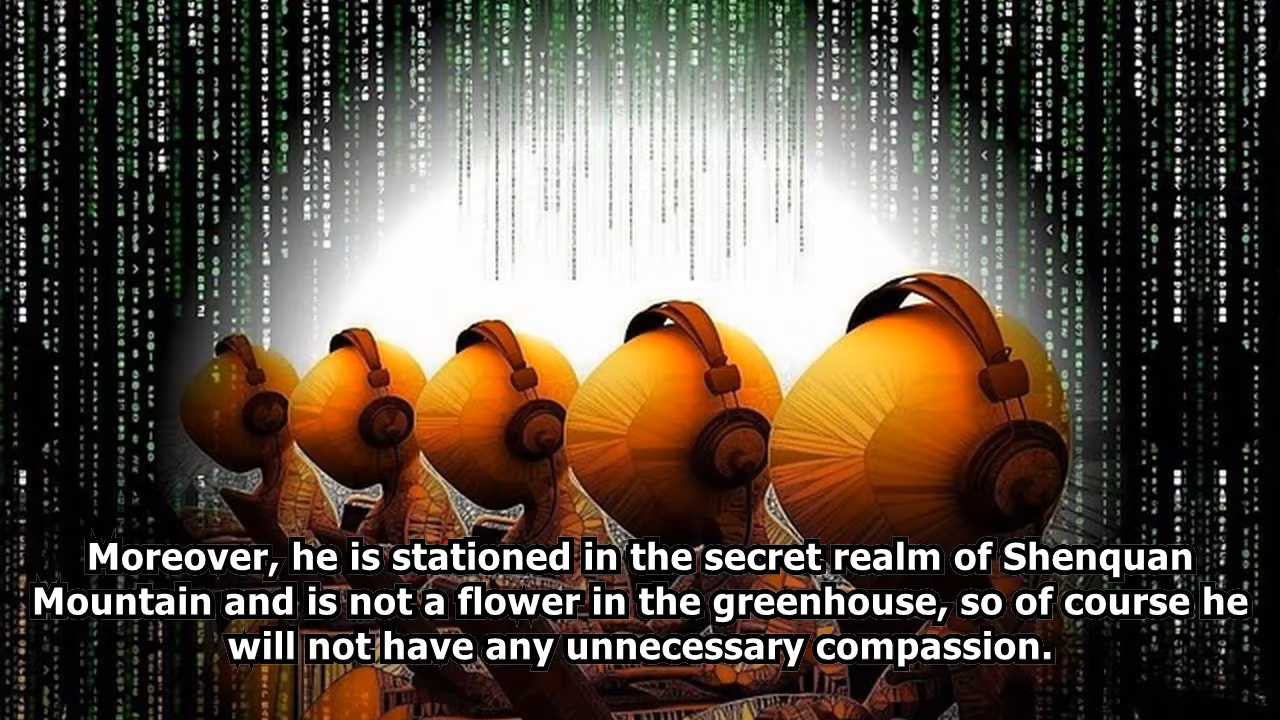 Moreover, he is stationed in the secret realm of Shenquan
Mountain and is not a flower in the greenhouse, so of course he
will not have any unnecessary compassion.